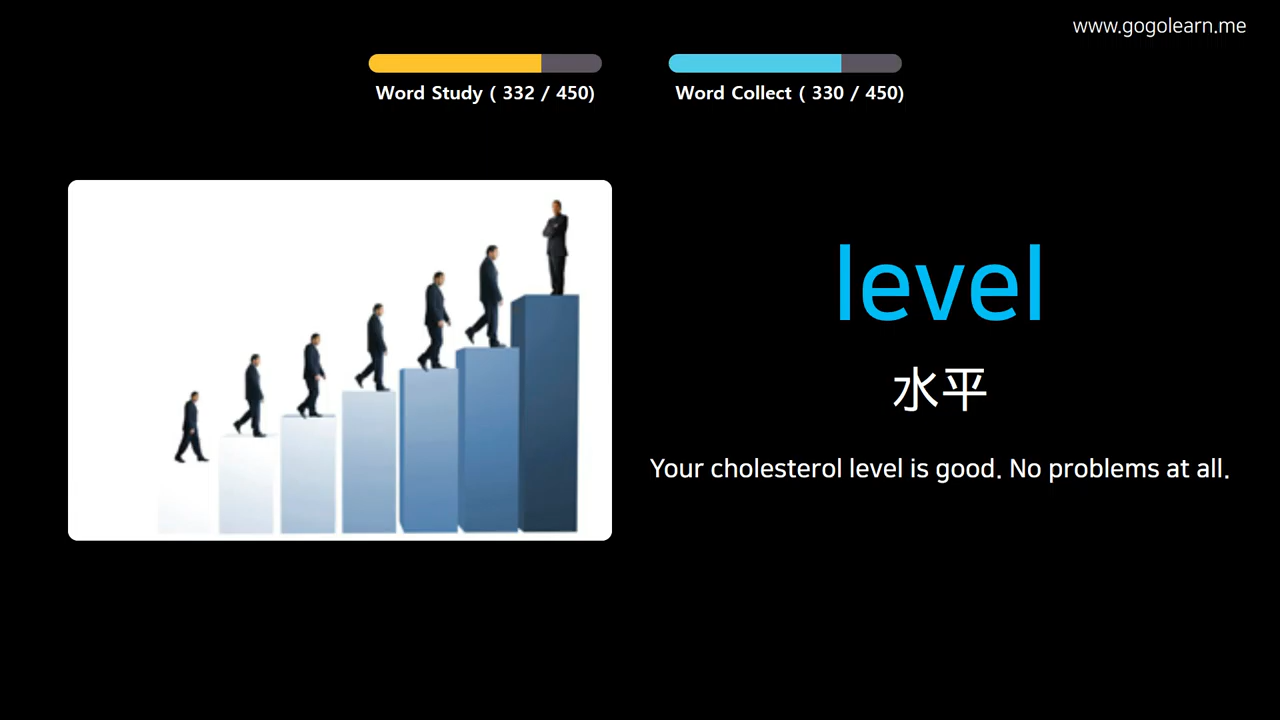 www.gogolearn.me
Word Study ( 332 / 450)
Word Collect ( 330 / 450)
level
水平
Your cholesterol level is good. No problems at all.